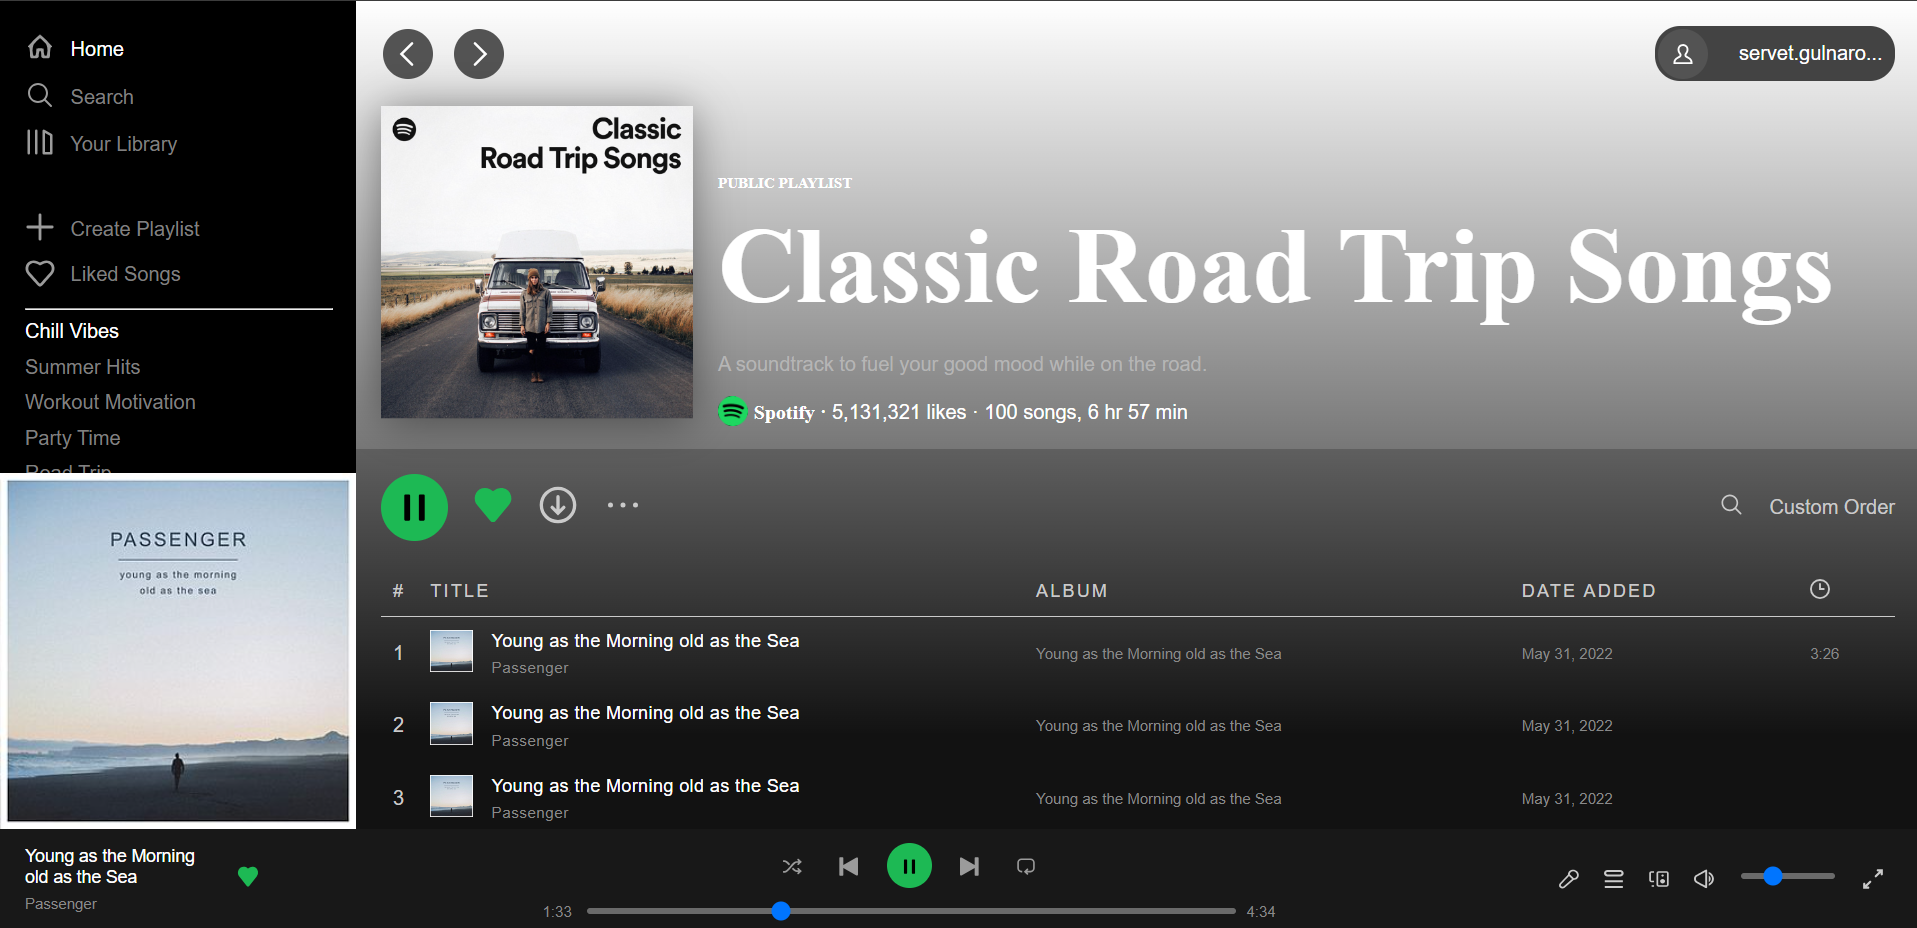 Home
Search
Your Library
Create Playlist
Liked Songs
Chill Vibes
Summer Hits
Workout Motivation
Party Time
Road Trip
PASSENGER
young as the morning
old as the sea
Young as the Morning
old as the Sea
Passenger
servet.gulnaro...
Classic
Road Trip Songs
PUBLIC PLAYLIST
Classic Road Trip Songs
A soundtrack to fuel your good mood while on the road.
Spotify · 5,131,321 likes · 100 songs, 6 hr 57 min
Custom Order
# TITLE ALBUM DATE ADDED
1 Young as the Morning old as the Sea
Passenger
Young as the Morning old as the Sea May 31, 2022 3:26
2 Young as the Morning old as the Sea
Passenger
Young as the Morning old as the Sea May 31, 2022
3 Young as the Morning old as the Sea
Passenger
Young as the Morning old as the Sea May 31, 2022
1:33 4:34